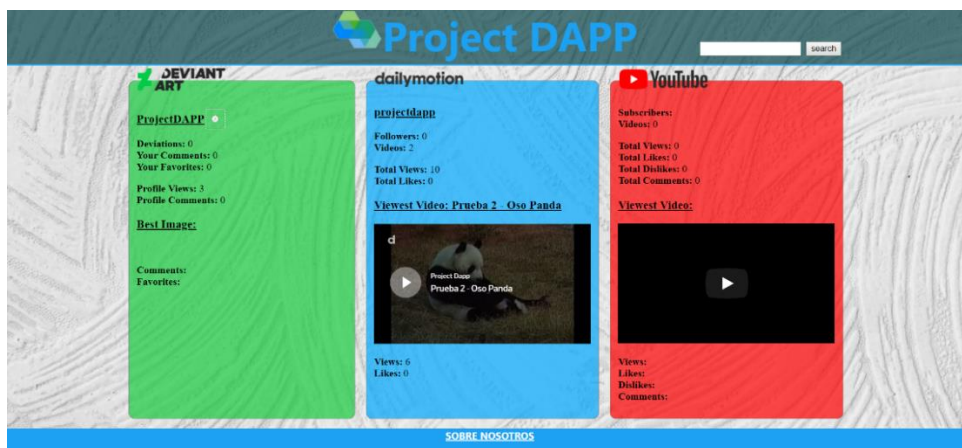 Project DAPP
search
DEVIANT
ART
ProjectDAPP
Deviations: 0
Your Comments: 0
Your Favorites: 0
Profile Views: 3
Profile Comments: 0
Best Image:
Comments:
Favorites:
dailymotion
projectdapp
Followers: 0
Videos: 2
Total Views: 10
Total Likes: 0
Viewest Video: Prueba 2 - Oso Panda
d
Project Dapp
Prueba 2 - Oso Panda
Views: 6
Likes: 0
YouTube
Subscribers:
Videos: 0
Total Views: 0
Total Likes: 0
Total Dislikes: 0
Total Comments: 0
Viewest Video:
Views:
Likes:
Dislikes:
Comments:
SOBRE NOSOTROS